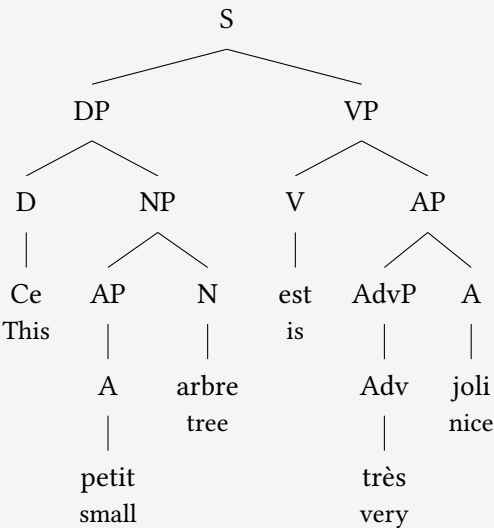 S
DP VP
D NP V AP
Ce AP N est AdvP A
This is
A arbre Adv joli
tree nice
petit très
small very